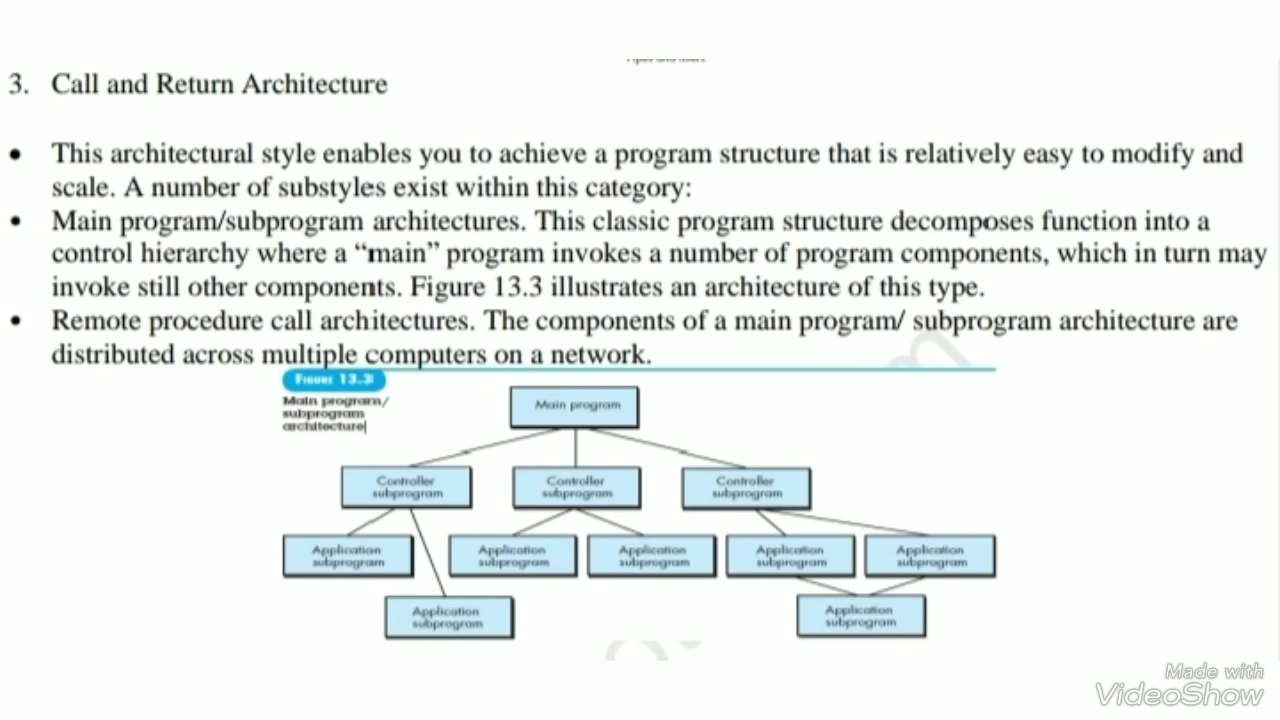 3. Call and Return Architecture
• This architectural style enables you to achieve a program structure that is relatively easy to modify and
scale. A number of substyles exist within this category:
• Main program/subprogram architectures. This classic program structure decomposes function into a
control hierarchy where a “main” program invokes a number of program components, which in turn may
invoke still other components. Figure 13.3 illustrates an architecture of this type.
• Remote procedure call architectures. The components of a main program/ subprogram architecture are
distributed across multiple computers on a network.
FIGURE 13.3
Main program/
subprogram
architecture
Main program
Controller
subprogram
Controller
subprogram
Controller
subprogram
Application
subprogram
Application
subprogram
Application
subprogram
Application
subprogram
Application
subprogram
Application
subprogram
Application
subprogram
Made with
VideoShow